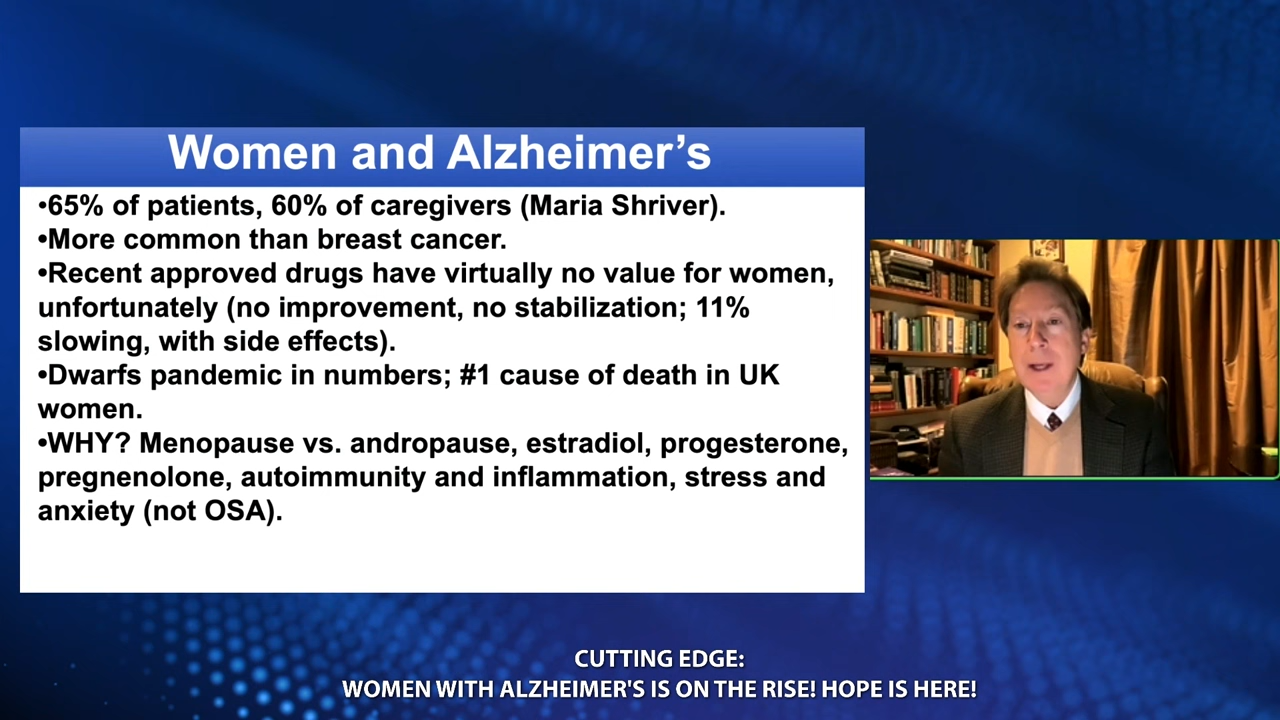 Women and Alzheimer’s
•65% of patients, 60% of caregivers (Maria Shriver).
•More common than breast cancer.
•Recent approved drugs have virtually no value for women,
unfortunately (no improvement, no stabilization; 11%
slowing, with side effects).
•Dwarfs pandemic in numbers; #1 cause of death in UK
women.
•WHY? Menopause vs. andropause, estradiol, progesterone,
pregnenolone, autoimmunity and inflammation, stress and
anxiety (not OSA).
CUTTING EDGE:
WOMEN WITH ALZHEIMER'S IS ON THE RISE! HOPE IS HERE!